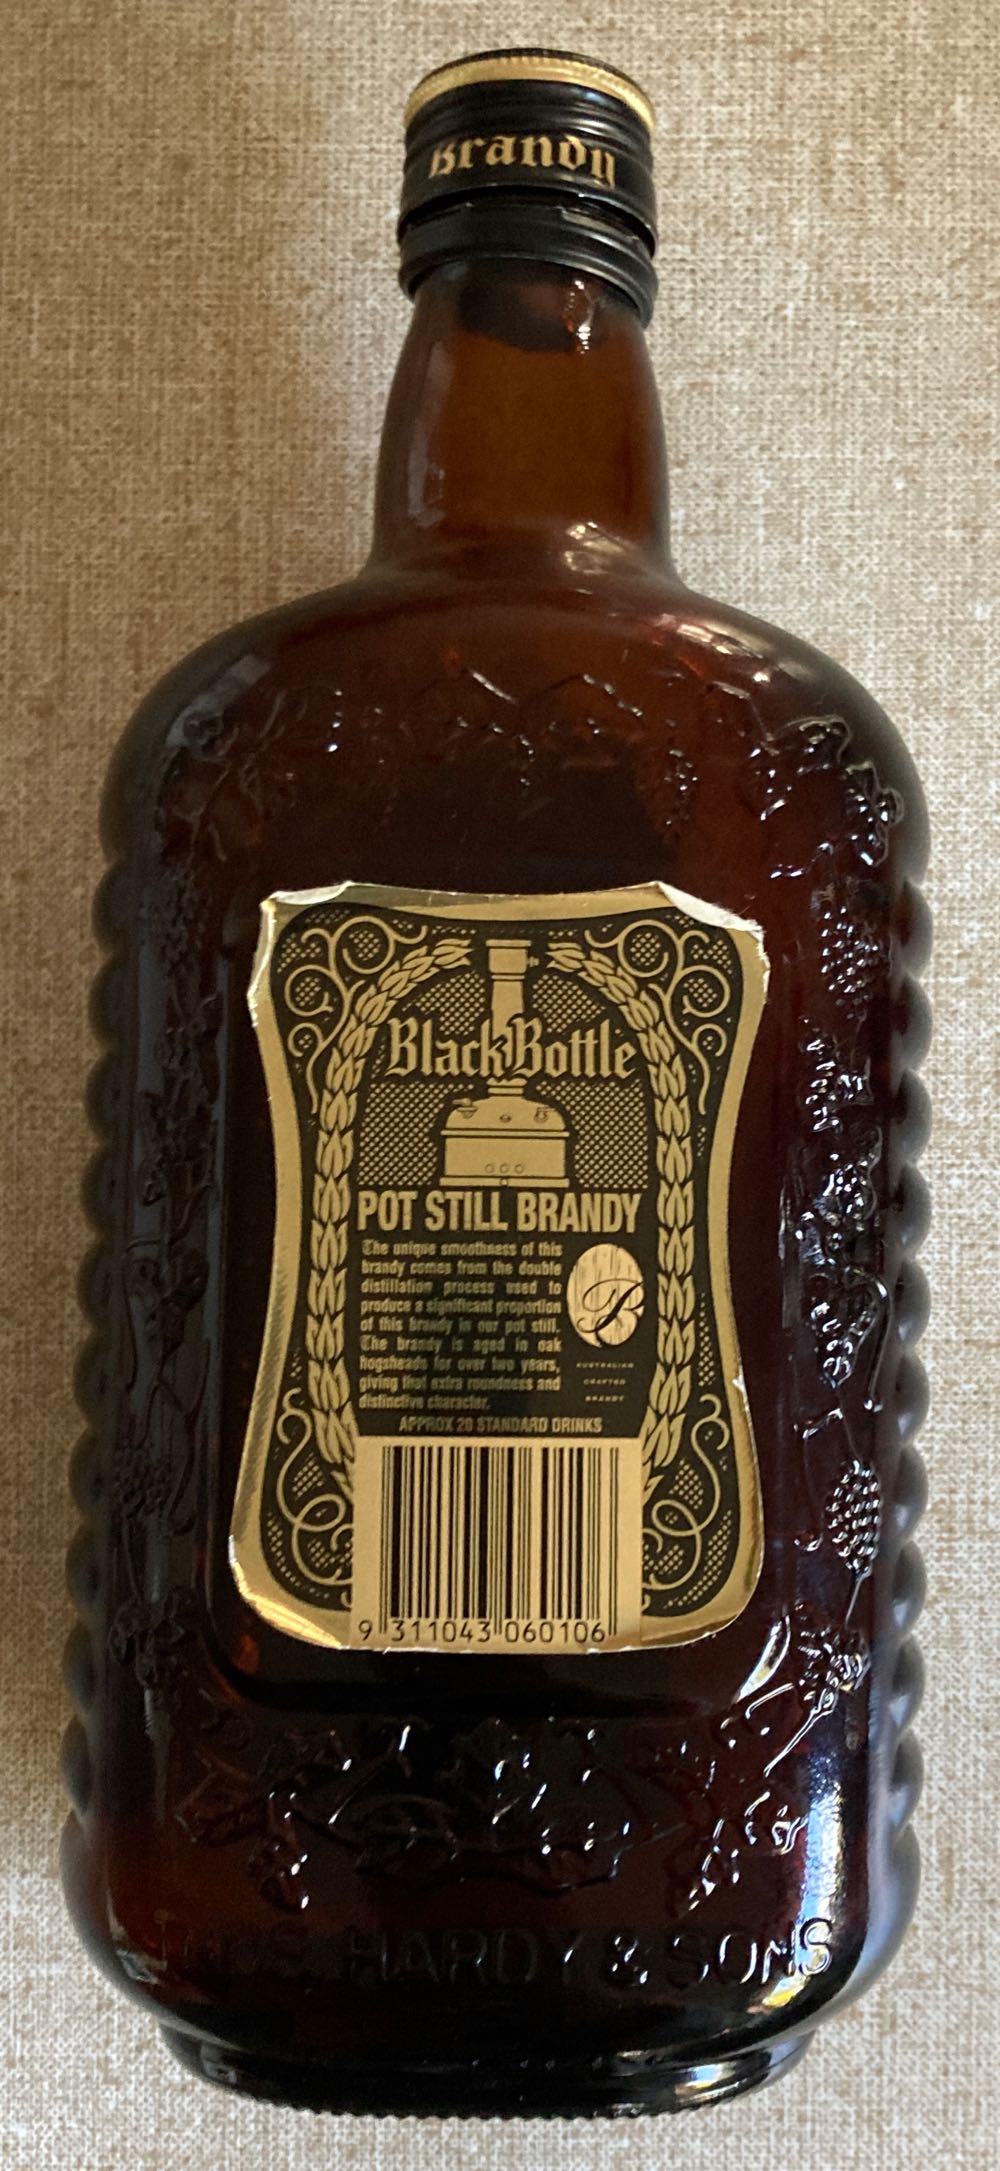 Brandy
Black Bottle
POT STILL BRANDY
The unique smoothness of this
brandy comes from the double
distillation process used to
produce a significant proportion
of this brandy in our pot still.
The brandy is aged in oak
hogsheads for over two years,
giving that extra roundness and
distinctive character.
AUSTRALIAN
CRAFTED
BRANDY
APPROX 20 STANDARD DRINKS
9 311043 060106
THOS. HARDY & SONS